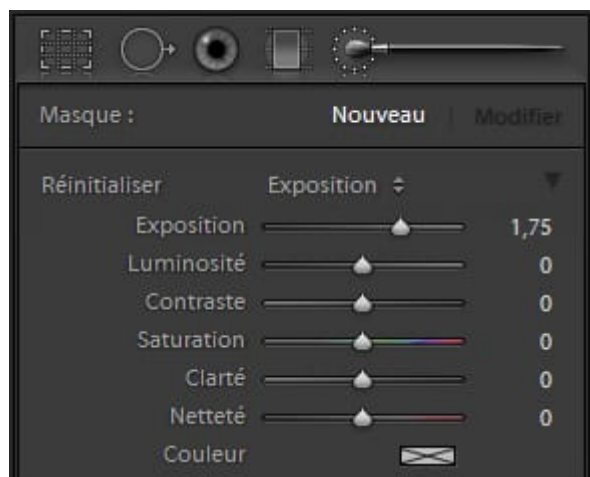 Masque : Nouveau | Modifier
Réinitialiser Exposition
Exposition 1,75
Luminosité 0
Contraste 0
Saturation 0
Clarté 0
Netteté 0
Couleur